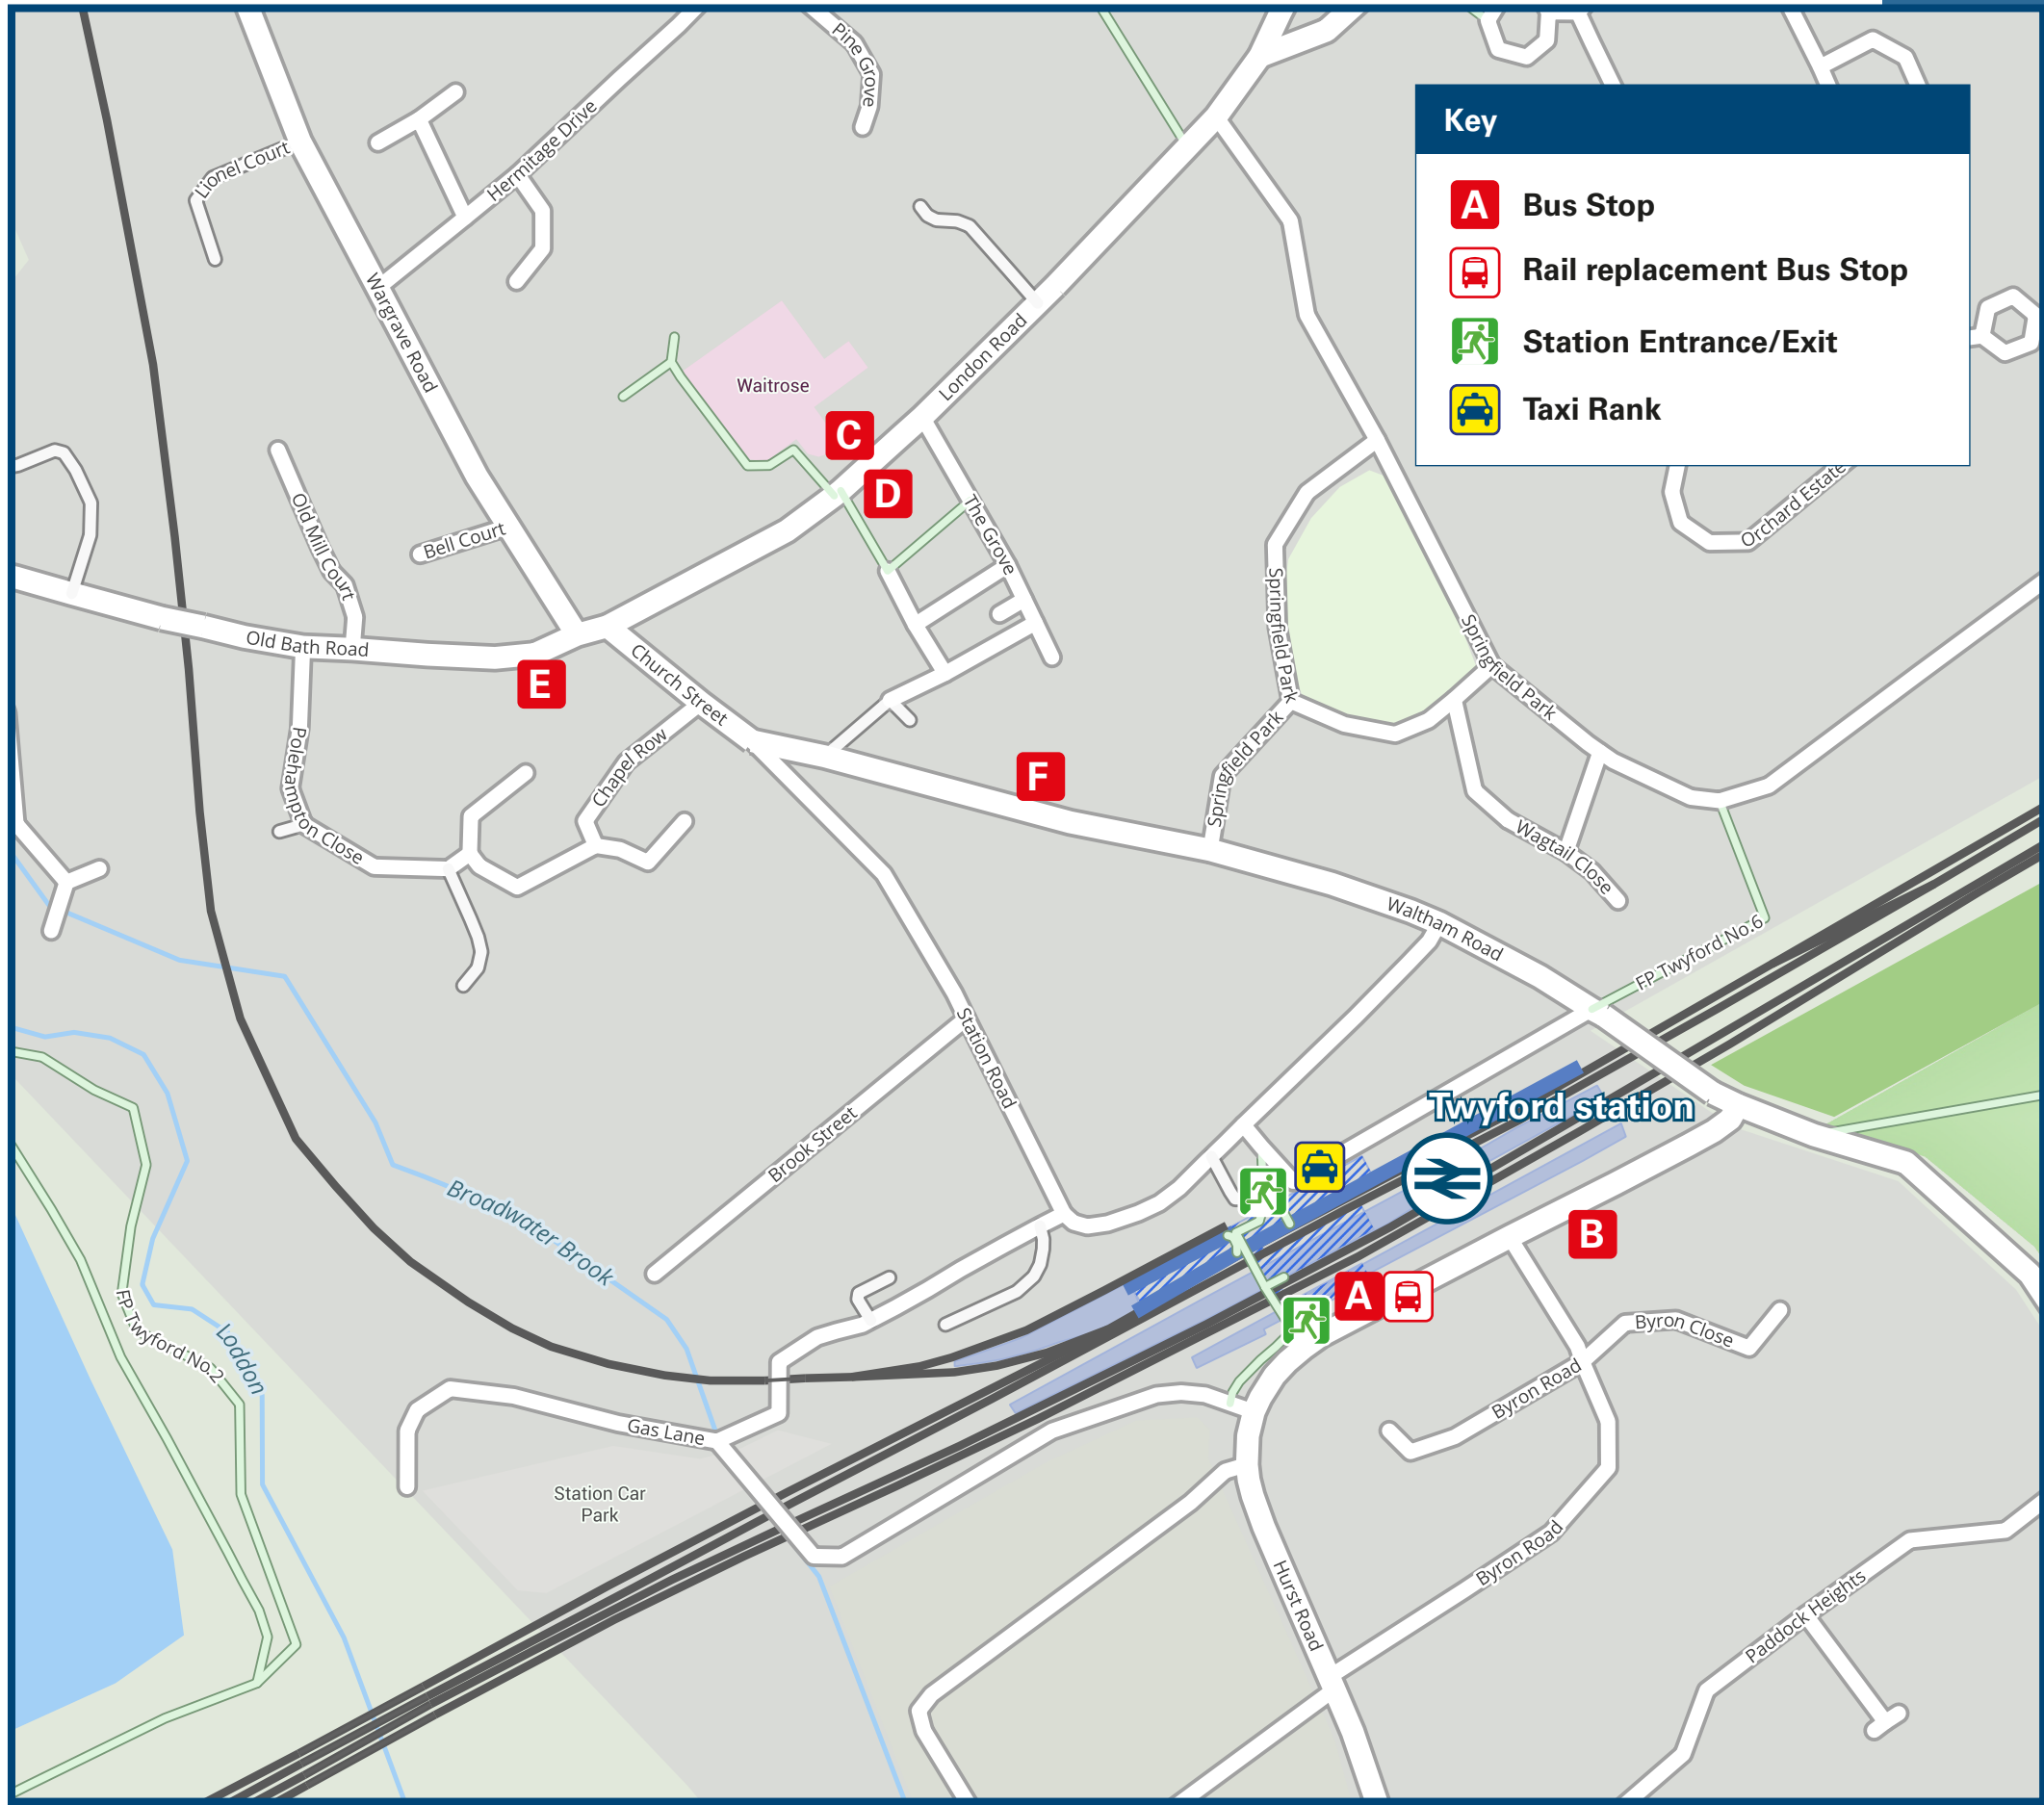 Pine Grove
Key
A Bus Stop
Rail replacement Bus Stop
Station Entrance/Exit
Taxi Rank
Lionel Court
Hermitage Drive
Wargrave Road
London Road
Waitrose
C
D
Old Mill Court
Bell Court
The Grove
Orchard Estate
Old Bath Road
E
Church Street
Springfield Park
Springfield Park
Springfield Park
Polehampton Close
Chapel Row
F
Wagtail Close
Waltham Road
FP Twyford No.6
Station Road
Brook Street
Twyford station
Broadwater Brook
B
A
FP Twyford No.2
Loddon
Byron Close
Byron Road
Gas Lane
Station Car
Park
Byron Road
Hurst Road
Paddock Heights